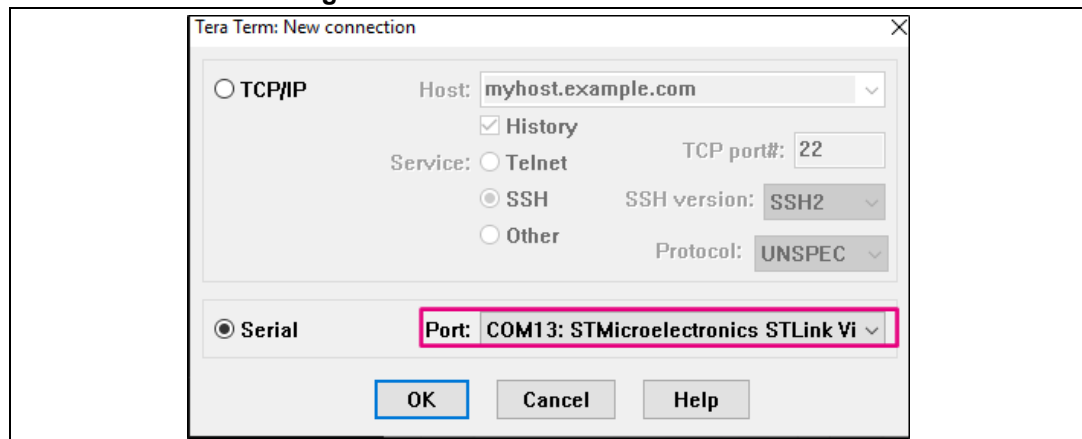 Tera Term: New connection
TCP/IP Host: myhost.example.com
History
TCP port#: 22
Service: Telnet
SSH SSH version: SSH2
Other
Protocol: UNSPEC
Serial Port: COM13: STMicroelectronics STLink Vi
OK Cancel Help